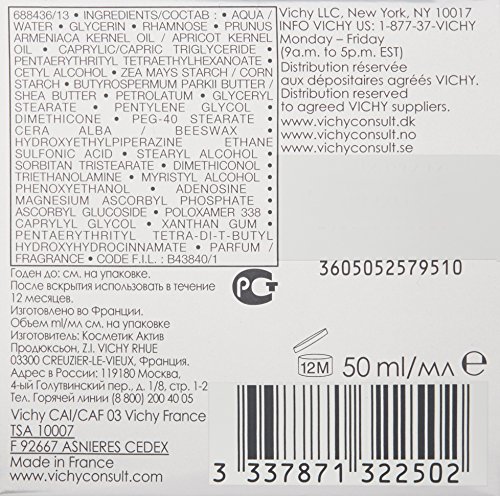 688436/13 • INGREDIENTS/СОСТАВ : • AQUA /
WATER • GLYCERIN • RHAMNOSE • PRUNUS
ARMENIACA KERNEL OIL / APRICOT KERNEL
OIL • CAPRYLIC/CAPRIC TRIGLYCERIDE
PENTAERYTHRITYL TETRAETHYLHEXANOATE •
CETYL ALCOHOL • ZEA MAYS STARCH / CORN
STARCH • BUTYROSPERMUM PARKII BUTTER /
SHEA BUTTER • PETROLATUM • GLYCERYL
STEARATE • PENTYLENE GLYCOL •
DIMETHICONE • PEG-40 STEARATE
CERA ALBA / BEESWAX •
HYDROXYETHYLPIPERAZINE ETHANE
SULFONIC ACID • STEARYL ALCOHOL •
SORBITAN TRISTEARATE • DIMETHICONOL •
TRIETHANOLAMINE • MYRISTYL ALCOHOL •
PHENOXYETHANOL • ADENOSINE •
MAGNESIUM ASCORBYL PHOSPHATE •
ASCORBYL GLUCOSIDE • POLOXAMER 338 •
CAPRYLYL GLYCOL • XANTHAN GUM •
PENTAERYTHRITYL TETRA-DI-T-BUTYL
HYDROXYHYDROCINNAMATE • PARFUM /
FRAGRANCE • CODE F.I.L. : B43840/1
Годен до: см. на упаковке.
После вскрытия использовать в течение
12 месяцев.
Изготовлено во Франции.
Объем ml/мл см. на упаковке
Изготовитель: Косметик Актив
Продюксьон, Z.I. VICHY RHUE
03300 CREUZIER-LE-VIEUX, Франция.
Адрес в России: 119180 Москва,
4-ый Голутвинский пер., д. 1/8, стр. 1-2
Тел. Горячей линии (8 800) 200 40 05
Vichy CAI/CAF 03 Vichy France
TSA 10007
F 92667 ASNIERES CEDEX
Made in France
www.vichyconsult.com
Vichy LLC, New York, NY 10017
INFO VICHY US: 1-877-37-VICHY
Monday – Friday
(9a.m. to 5p.m. EST)
Distribution réservée
aux dépositaires agréés VICHY.
Distribution reserved
to agreed VICHY suppliers.
www.vichyconsult.dk
www.vichyconsult.no
www.vichyconsult.se
3605052579510
РСТ
12M
50 ml/мл e
3 337871 322502